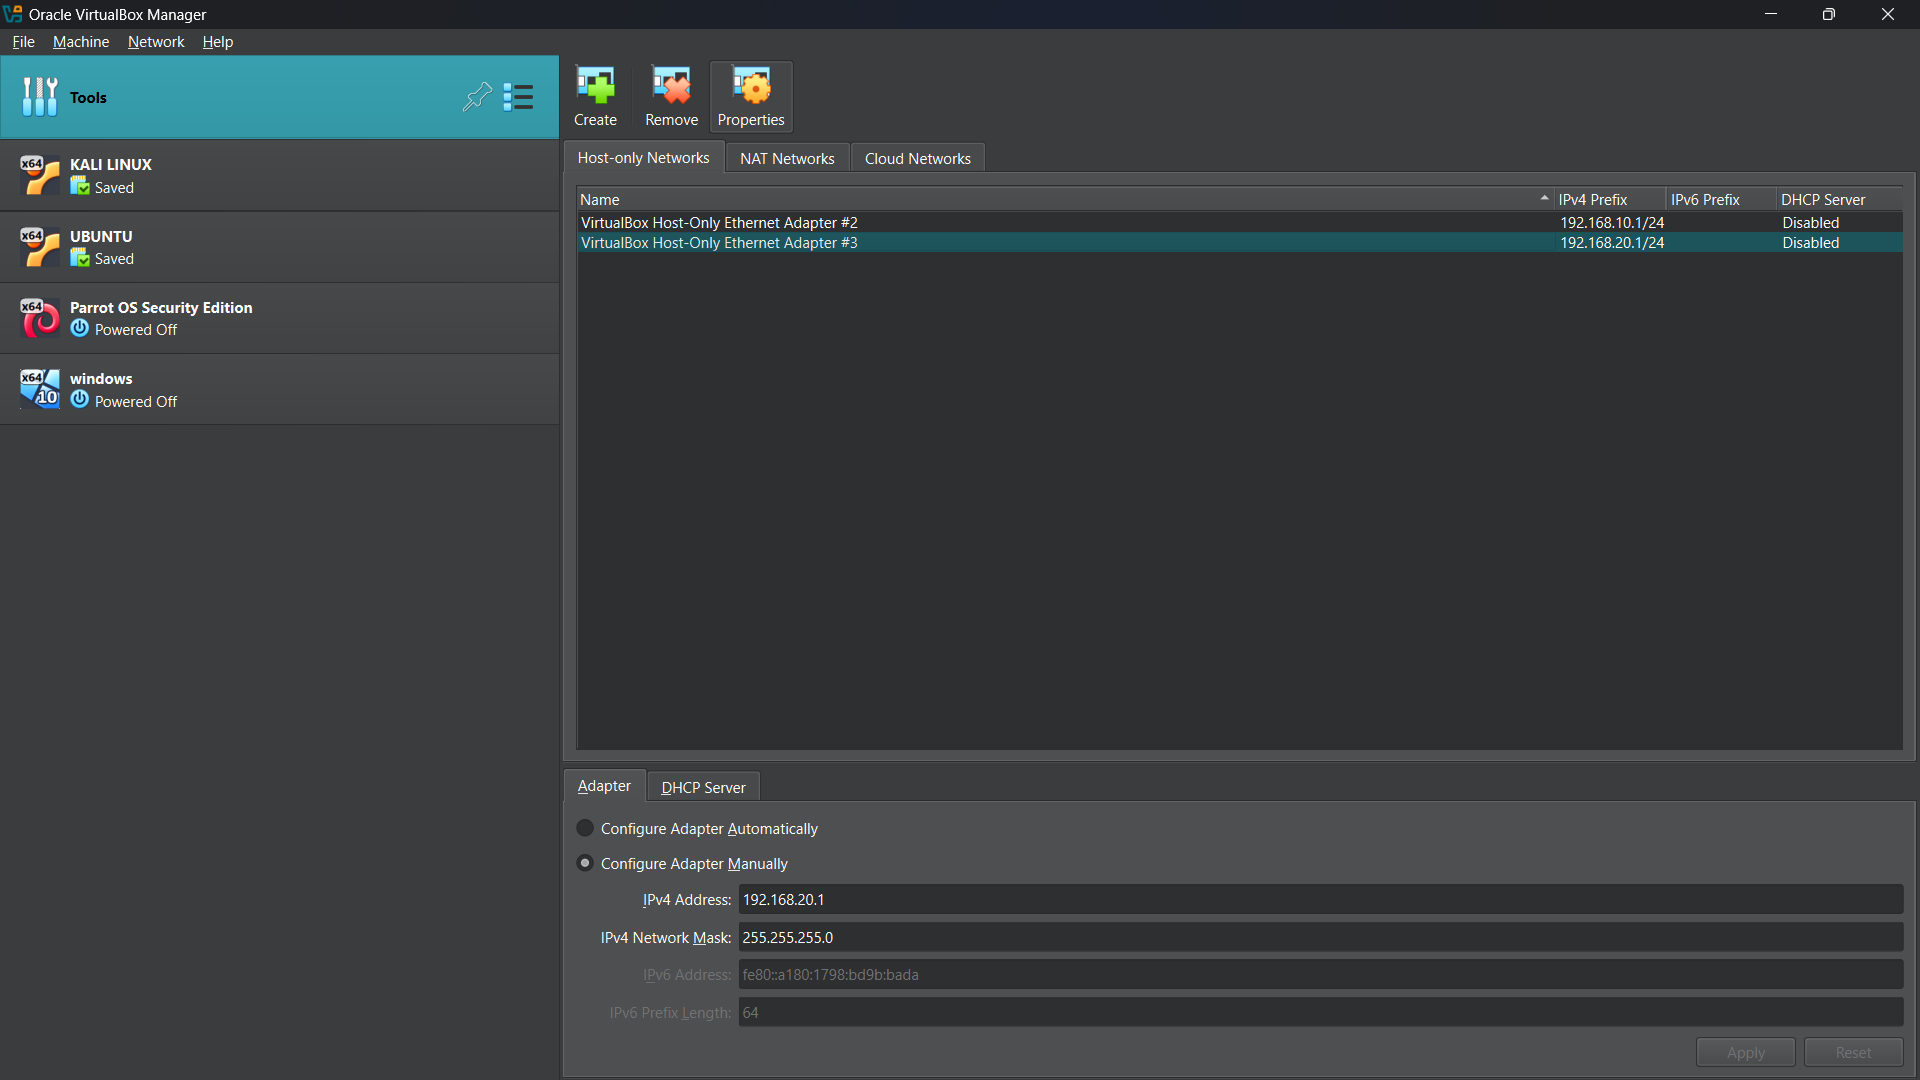 Oracle VirtualBox Manager
File Machine Network Help
Tools
x64 KALI LINUX
Saved
x64 UBUNTU
Saved
x64 Parrot OS Security Edition
Powered Off
x64 windows
10 Powered Off
Create Remove Properties
Host-only Networks NAT Networks Cloud Networks
Name IPv4 Prefix IPv6 Prefix DHCP Server
VirtualBox Host-Only Ethernet Adapter #2 192.168.10.1/24 Disabled
VirtualBox Host-Only Ethernet Adapter #3 192.168.20.1/24 Disabled
Adapter DHCP Server
Configure Adapter Automatically
Configure Adapter Manually
IPv4 Address: 192.168.20.1
IPv4 Network Mask: 255.255.255.0
IPv6 Address: fe80::a180:1798:bd9b:bada
IPv6 Prefix Length: 64
Apply Reset